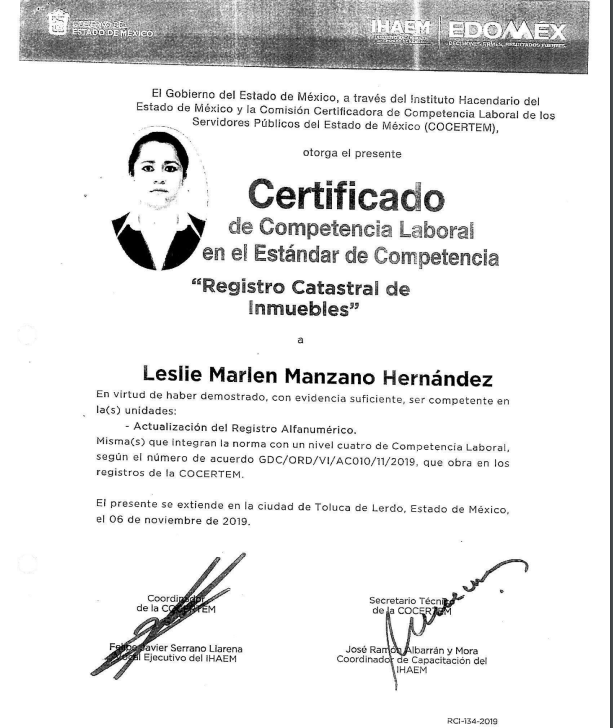 GOBIERNO DEL
ESTADO DE MÉXICO
IHAEM
EDOMÉX
DECISIONES FIRMES, RESULTADOS FUERTES.
El Gobierno del Estado de México, a través del Instituto Hacendario del
Estado de México y la Comisión Certificadora de Competencia Laboral de los
Servidores Públicos del Estado de México (COCERTEM),
otorga el presente
Certificado
de Competencia Laboral
en el Estándar de Competencia
“Registro Catastral de
Inmuebles”
a
Leslie Marlen Manzano Hernández
En virtud de haber demostrado, con evidencia suficiente, ser competente en
la(s) unidades:
- Actualización del Registro Alfanumérico.
Misma(s) que integran la norma con un nivel cuatro de Competencia Laboral,
según el número de acuerdo GDC/ORD/VI/AC010/11/2019, que obra en los
registros de la COCERTEM.
El presente se extiende en la ciudad de Toluca de Lerdo, Estado de México,
el 06 de noviembre de 2019.
Coordinador
de la COCERTEM
Felipe Javier Serrano Llarena
Vocal Ejecutivo del IHAEM
Secretario Técnico
de la COCERTEM
José Ramón Albarrán y Mora
Coordinador de Capacitación del
IHAEM
RCI-134-2019